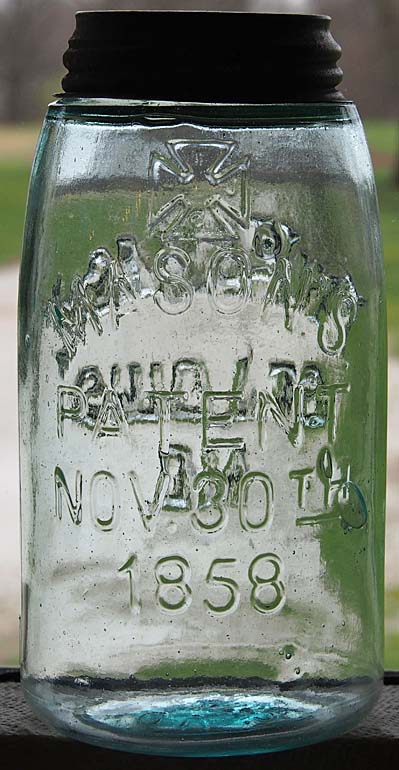 MASON'S
PATENT
NOV. 30TH
1858